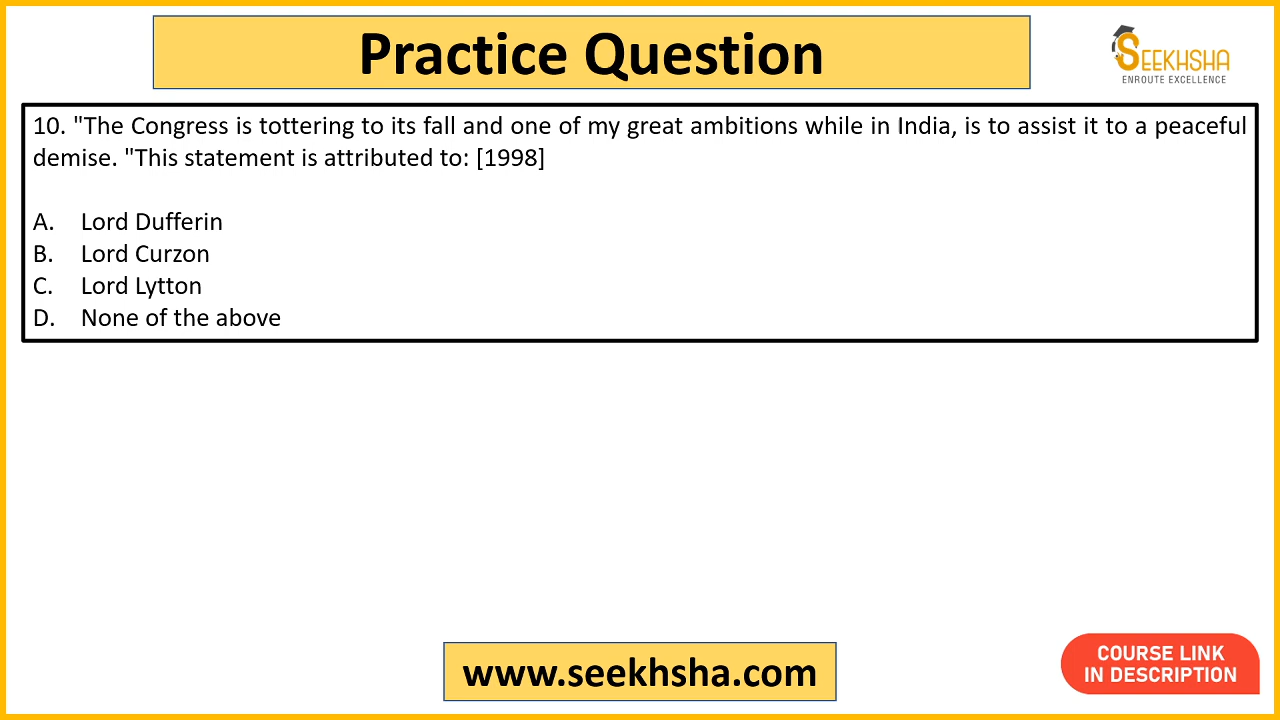 Practice Question
SEEKHSHA
ENROUTE EXCELLENCE
10. "The Congress is tottering to its fall and one of my great ambitions while in India, is to assist it to a peaceful
demise. "This statement is attributed to: [1998]
A. Lord Dufferin
B. Lord Curzon
C. Lord Lytton
D. None of the above
www.seekhsha.com
COURSE LINK
IN DESCRIPTION